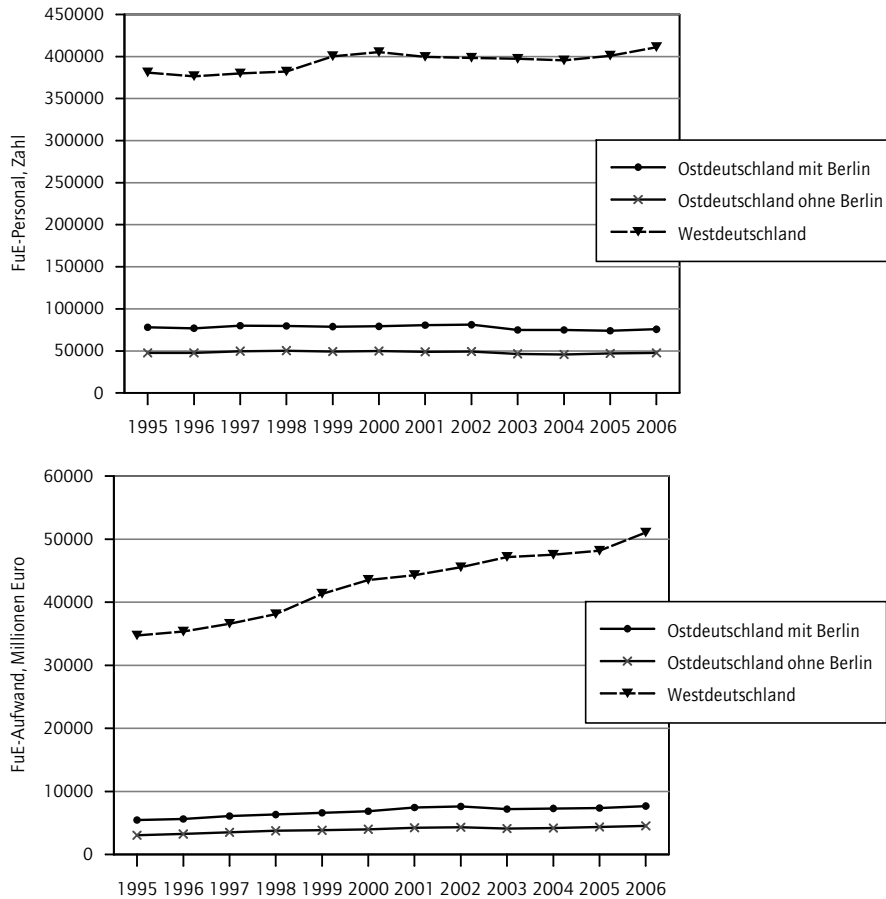 450000
400000
350000
300000
250000
200000
150000
100000
50000
0
FuE-Personal, Zahl
Ostdeutschland mit Berlin
Ostdeutschland ohne Berlin
Westdeutschland
1995 1996 1997 1998 1999 2000 2001 2002 2003 2004 2005 2006
60000
50000
40000
30000
20000
10000
0
FuE-Aufwand, Millionen Euro
Ostdeutschland mit Berlin
Ostdeutschland ohne Berlin
Westdeutschland
1995 1996 1997 1998 1999 2000 2001 2002 2003 2004 2005 2006